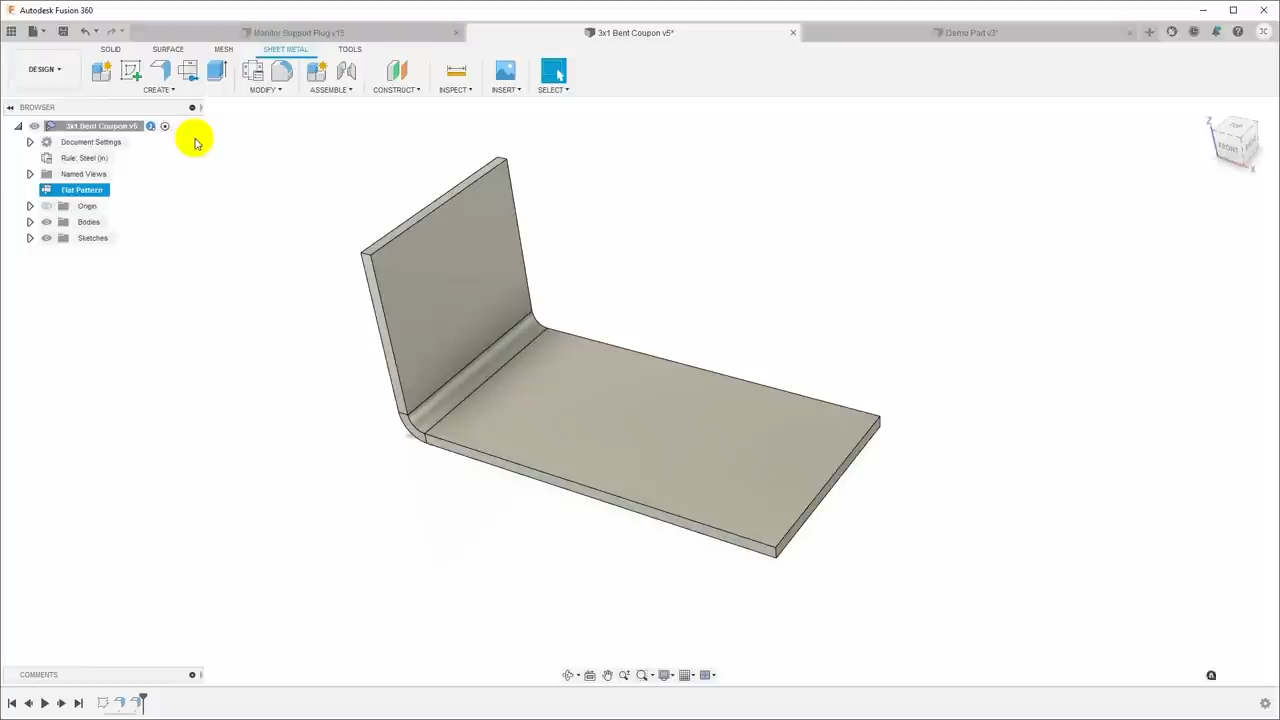 Autodesk Fusion 360
Monitor Support Plug v15
3x1 Bent Coupon v5*
Demo Part v3*
DESIGN
SOLID
SURFACE
MESH
SHEET METAL
TOOLS
CREATE
MODIFY
ASSEMBLE
CONSTRUCT
INSPECT
INSERT
SELECT
BROWSER
3x1 Bent Coupon v5
Document Settings
Rule: Steel (in)
Named Views
Flat Pattern
Origin
Bodies
Sketches
Z
TOP
FRONT
X
COMMENTS